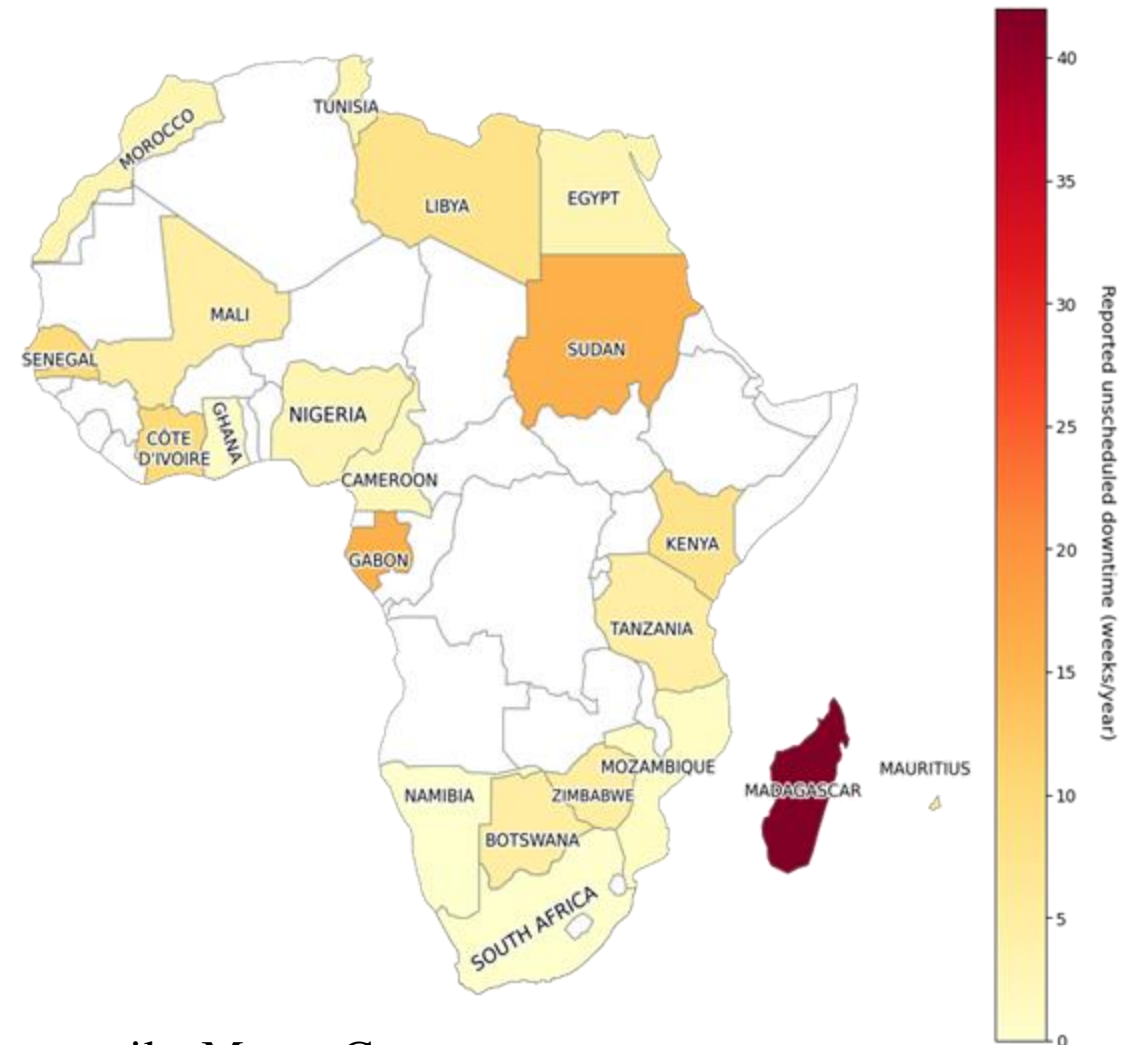 TUNISIA
MOROCCO
LIBYA
EGYPT
MALI
SENEGAL
SUDAN
NIGERIA
GHANA
CÔTE
D'IVOIRE
CAMEROON
GABON
KENYA
TANZANIA
MOZAMBIQUE
MAURITIUS
MADAGASCAR
NAMIBIA
ZIMBABWE
BOTSWANA
SOUTH AFRICA
40
35
30
25
20
15
10
5
0
Reported unscheduled downtime (weeks/year)